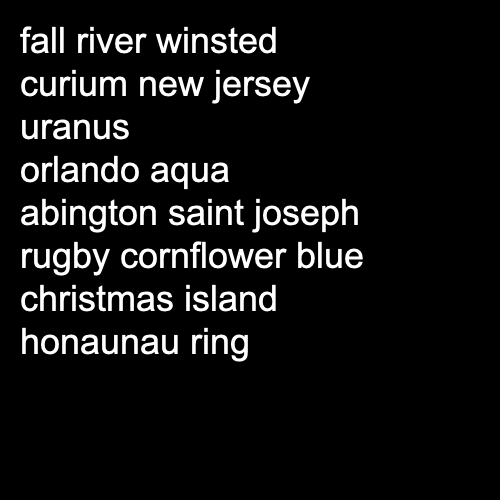 fall river winsted
curium new jersey
uranus
orlando aqua
abington saint joseph
rugby cornflower blue
christmas island
honaunau ring